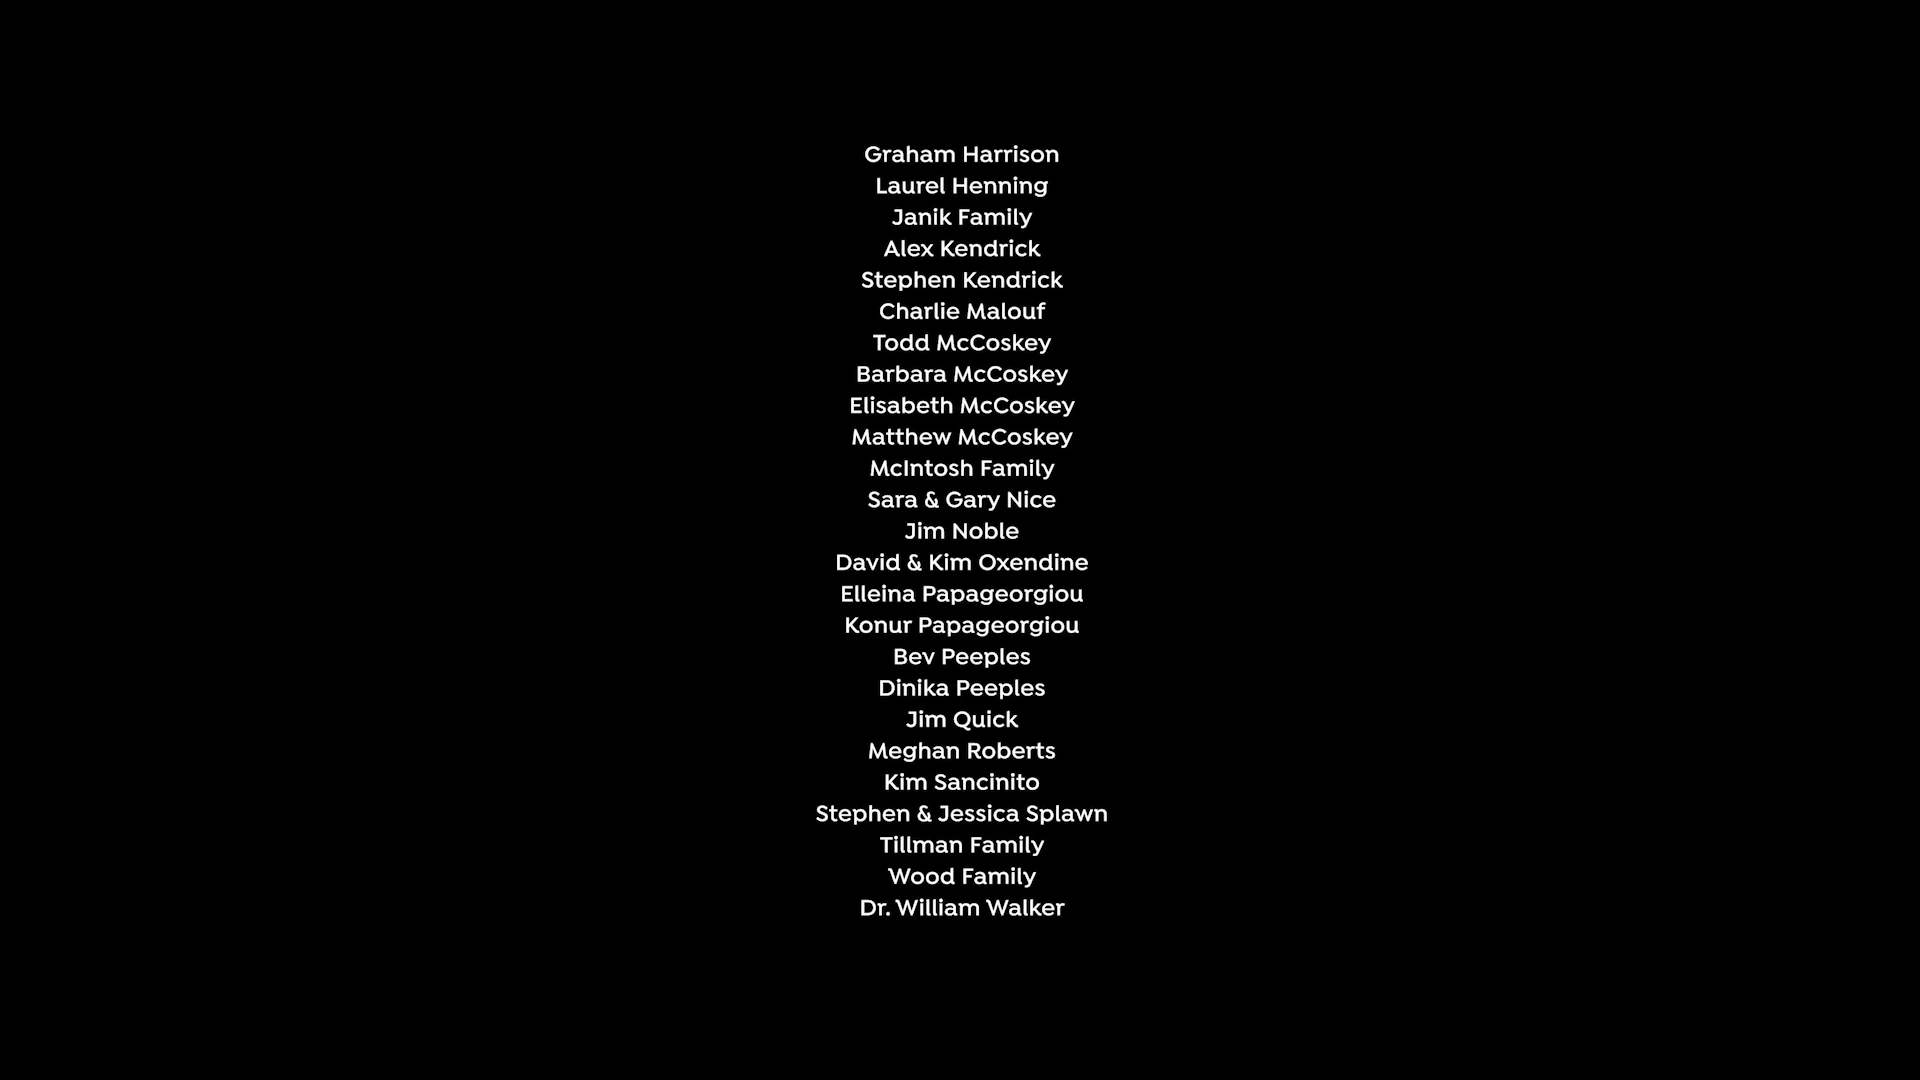 Graham Harrison
Laurel Henning
Janik Family
Alex Kendrick
Stephen Kendrick
Charlie Malouf
Todd McCoskey
Barbara McCoskey
Elisabeth McCoskey
Matthew McCoskey
McIntosh Family
Sara & Gary Nice
Jim Noble
David & Kim Oxendine
Elleina Papageorgiou
Konur Papageorgiou
Bev Peeples
Dinika Peeples
Jim Quick
Meghan Roberts
Kim Sancinito
Stephen & Jessica Splawn
Tillman Family
Wood Family
Dr. William Walker